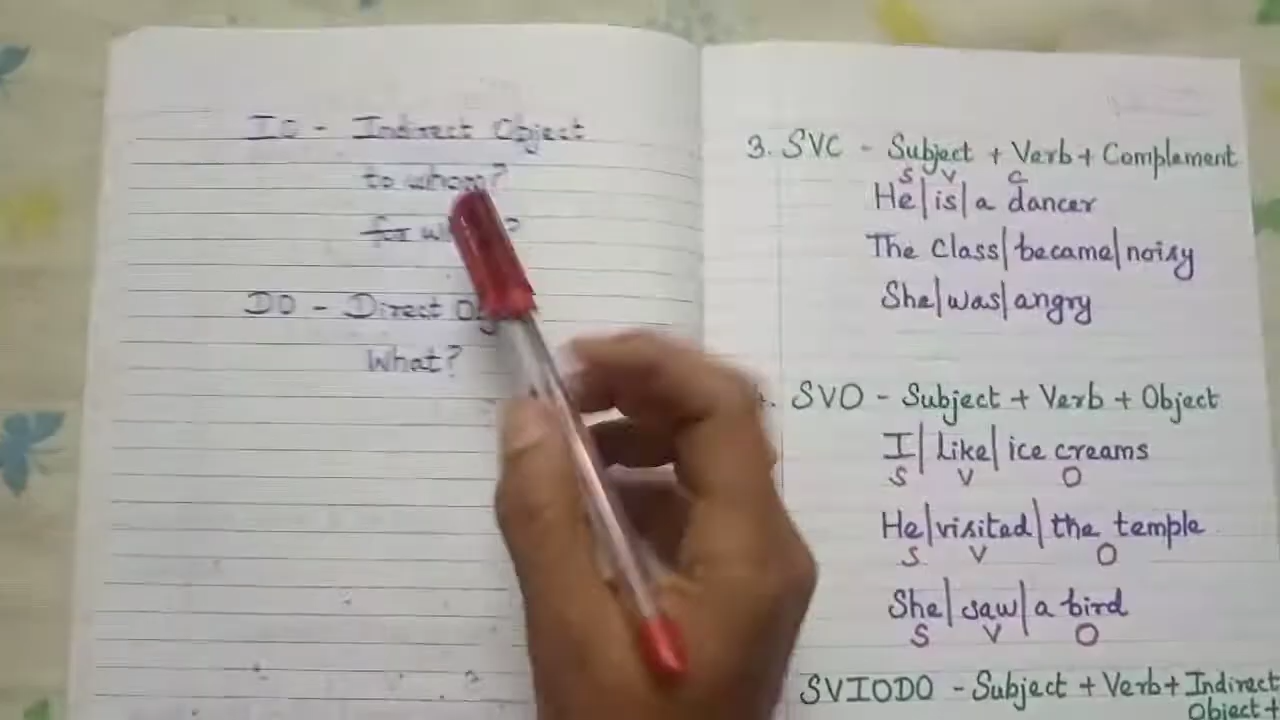 IO - Indirect Object
to whom?
for
DO - Direct
What?
3. SVC - Subject + Verb + Complement
S V C
He| is| a dancer
The class| became| noisy
She| was| angry
SVO - Subject + Verb + Object
I| like| ice creams
S V O
He| visited| the temple
S V O
She| saw| a bird
S V O
SVIODO - Subject + Verb + Indirect
Object +